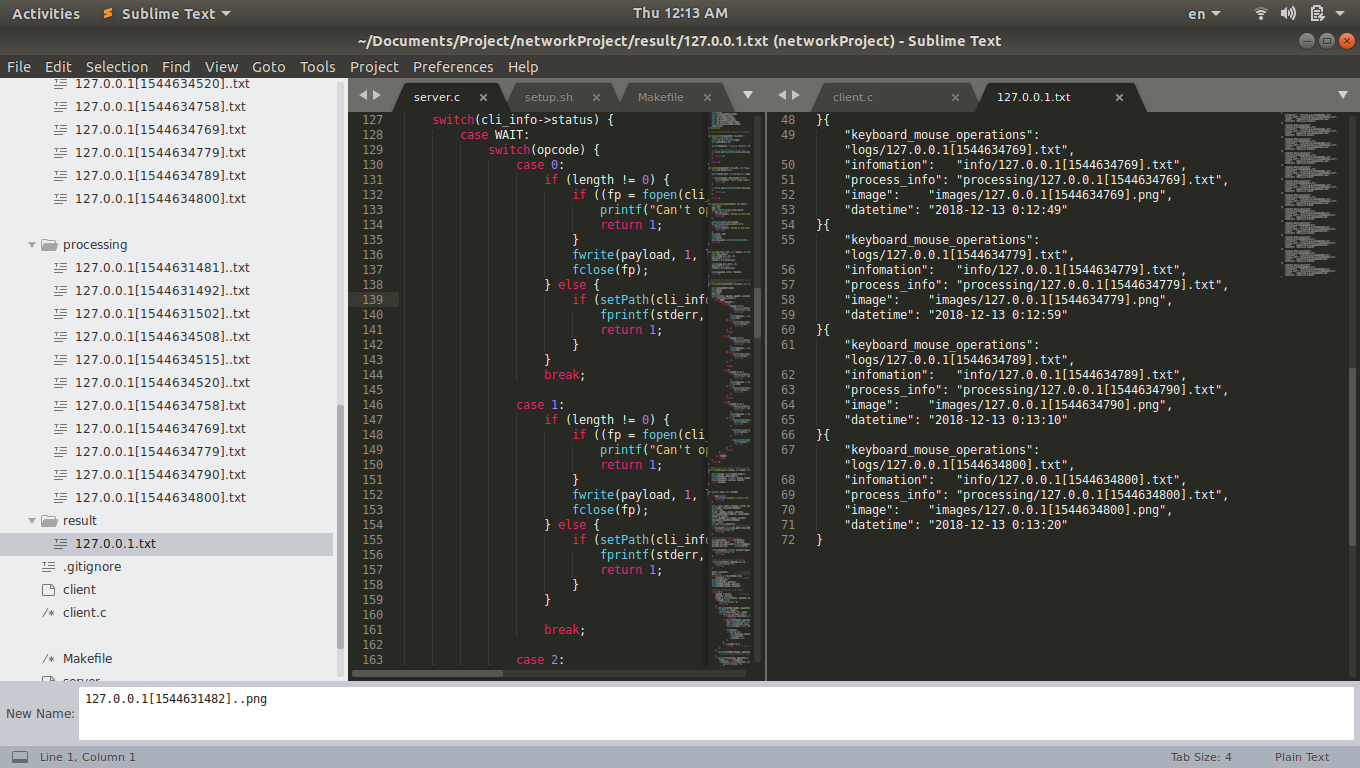 Activities Sublime Text Thu 12:13 AM en
~/Documents/Project/networkProject/result/127.0.0.1.txt (networkProject) - Sublime Text
File Edit Selection Find View Goto Tools Project Preferences Help
127.0.0.1[1544634520]..txt
127.0.0.1[1544634758].txt
127.0.0.1[1544634769].txt
127.0.0.1[1544634779].txt
127.0.0.1[1544634789].txt
127.0.0.1[1544634800].txt
processing
127.0.0.1[1544631481]..txt
127.0.0.1[1544631492]..txt
127.0.0.1[1544631502]..txt
127.0.0.1[1544634508]..txt
127.0.0.1[1544634515]..txt
127.0.0.1[1544634520]..txt
127.0.0.1[1544634758].txt
127.0.0.1[1544634769].txt
127.0.0.1[1544634779].txt
127.0.0.1[1544634790].txt
127.0.0.1[1544634800].txt
result
127.0.0.1.txt
.gitignore
client
client.c
Makefile
server
server.c setup.sh Makefile
127 switch(cli_info->status) {
128 case WAIT:
129 switch(opcode) {
130 case 0:
131 if (length != 0) {
132 if ((fp = fopen(cli_
133 printf("Can't op
134 return 1;
135 }
136 fwrite(payload, 1,
137 fclose(fp);
138 } else {
139 if (setPath(cli_info
140 fprintf(stderr,
141 return 1;
142 }
143 }
144 break;
145
146 case 1:
147 if (length != 0) {
148 if ((fp = fopen(cli_
149 printf("Can't op
150 return 1;
151 }
152 fwrite(payload, 1,
153 fclose(fp);
154 } else {
155 if (setPath(cli_info
156 fprintf(stderr,
157 return 1;
158 }
159 }
160
161 break;
162
163 case 2:
client.c 127.0.0.1.txt
48 }{
49 "keyboard_mouse_operations":
"logs/127.0.0.1[1544634769].txt",
50 "infomation": "info/127.0.0.1[1544634769].txt",
51 "process_info": "processing/127.0.0.1[1544634769].txt",
52 "image": "images/127.0.0.1[1544634769].png",
53 "datetime": "2018-12-13 0:12:49"
54 }{
55 "keyboard_mouse_operations":
"logs/127.0.0.1[1544634779].txt",
56 "infomation": "info/127.0.0.1[1544634779].txt",
57 "process_info": "processing/127.0.0.1[1544634779].txt",
58 "image": "images/127.0.0.1[1544634779].png",
59 "datetime": "2018-12-13 0:12:59"
60 }{
61 "keyboard_mouse_operations":
"logs/127.0.0.1[1544634789].txt",
62 "infomation": "info/127.0.0.1[1544634789].txt",
63 "process_info": "processing/127.0.0.1[1544634790].txt",
64 "image": "images/127.0.0.1[1544634790].png",
65 "datetime": "2018-12-13 0:13:10"
66 }{
67 "keyboard_mouse_operations":
"logs/127.0.0.1[1544634800].txt",
68 "infomation": "info/127.0.0.1[1544634800].txt",
69 "process_info": "processing/127.0.0.1[1544634800].txt",
70 "image": "images/127.0.0.1[1544634800].png",
71 "datetime": "2018-12-13 0:13:20"
72 }
New Name: 127.0.0.1[1544631482]..png
Line 1, Column 1 Tab Size: 4 Plain Text